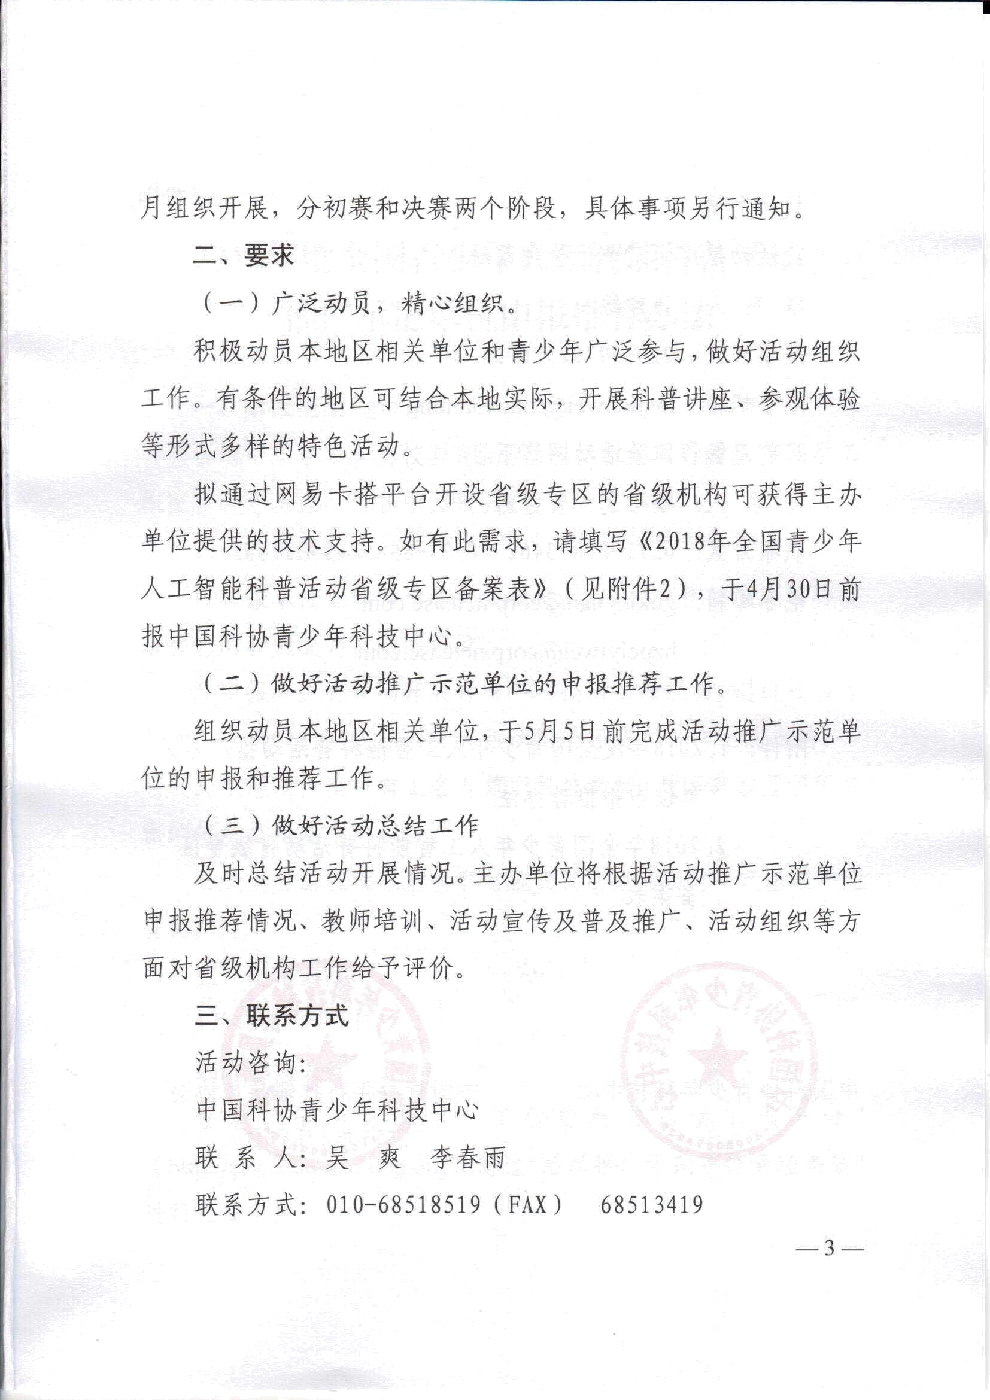 月组织开展，分初赛和决赛两个阶段，具体事项另行通知。
二、要求
（一）广泛动员，精心组织。
积极动员本地区相关单位和青少年广泛参与，做好活动组织
工作。有条件的地区可结合本地实际，开展科普讲座、参观体验
等形式多样的特色活动。
拟通过网易卡搭平台开设省级专区的省级机构可获得主办
单位提供的技术支持。如有此需求，请填写《2018年全国青少年
人工智能科普活动省级专区备案表》（见附件2），于4月30日前
报中国科协青少年科技中心。
（二）做好活动推广示范单位的申报推荐工作。
组织动员本地区相关单位，于5月5日前完成活动推广示范单
位的申报和推荐工作。
（三）做好活动总结工作
及时总结活动开展情况。主办单位将根据活动推广示范单位
申报推荐情况、教师培训、活动宣传及普及推广、活动组织等方
面对省级机构工作给予评价。
三、联系方式
活动咨询：
中国科协青少年科技中心
联 系 人：吴 爽 李春雨
联系方式：010-68518519（FAX） 68513419
— 3 —